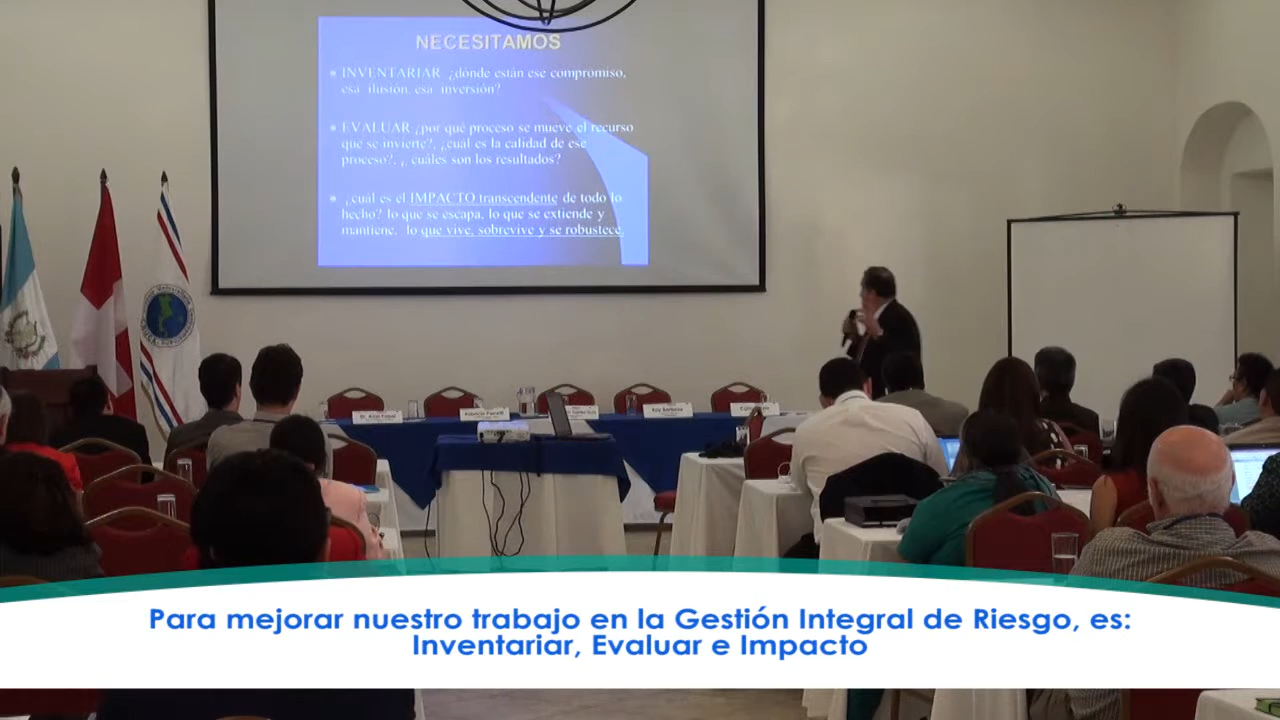 NECESITAMOS
INVENTARIAR ¿dónde están ese compromiso,
esa ilusión, esa inversión?
EVALUAR ¿por qué proceso se mueve el recurso
que se invierte?, ¿cuál es la calidad de ese
proceso?, ¿ cuáles son los resultados?
¿cuál es el IMPACTO transcendente de todo lo
hecho? lo que se escapa, lo que se extiende y
mantiene, lo que vive, sobrevive y se robustece.
Para mejorar nuestro trabajo en la Gestión Integral de Riesgo, es:
Inventariar, Evaluar e Impacto